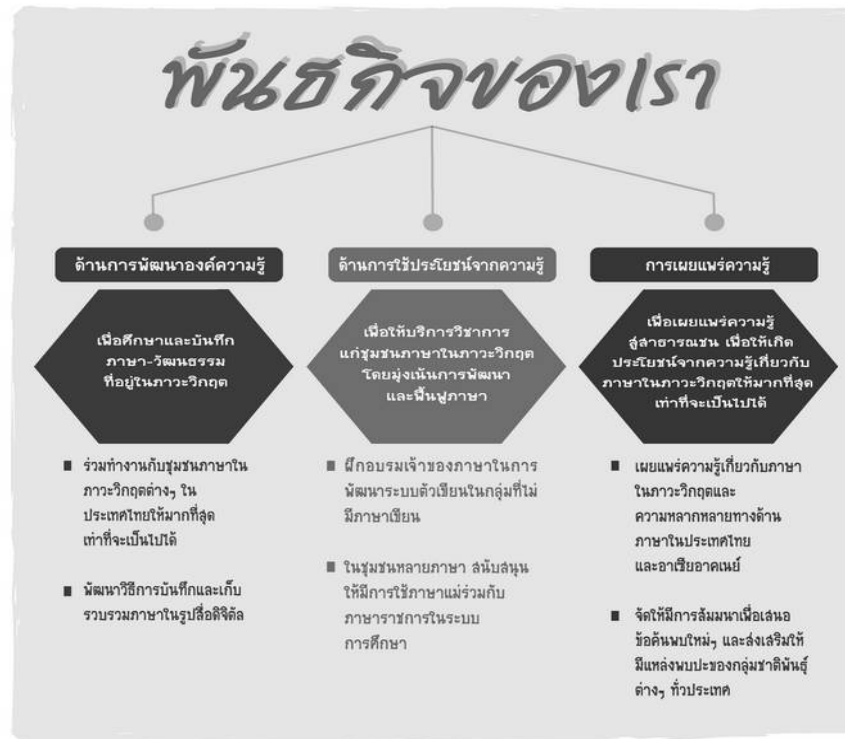 พันธกิจของเรา
ด้านการพัฒนาองค์ความรู้
เพื่อศึกษาและบันทึก
ภาษา-วัฒนธรรม
ที่อยู่ในภาวะวิกฤต
■ ร่วมทำงานกับชุมชนภาษาใน
ภาวะวิกฤตต่างๆ ใน
ประเทศไทยให้มากที่สุด
เท่าที่จะเป็นไปได้
■ พัฒนาวิธีการบันทึกและเก็บ
รวบรวมภาษาในรูปสื่อดิจิตัล
ด้านการใช้ประโยชน์จากความรู้
เพื่อให้บริการวิชาการ
แก่ชุมชนภาษาในภาวะวิกฤต
โดยมุ่งเน้นการพัฒนา
และฟื้นฟูภาษา
■ ฝึกอบรมเจ้าของภาษาในการ
พัฒนาระบบตัวเขียนในกลุ่มที่ไม่
มีภาษาเขียน
■ ในชุมชนหลายภาษา สนับสนุน
ให้มีการใช้ภาษาแม่ร่วมกับ
ภาษาราชการในระบบ
การศึกษา
การเผยแพร่ความรู้
เพื่อเผยแพร่ความรู้
สู่สาธารณชน เพื่อให้เกิด
ประโยชน์จากความรู้เกี่ยวกับ
ภาษาในภาวะวิกฤตให้มากที่สุด
เท่าที่จะเป็นไปได้
■ เผยแพร่ความรู้เกี่ยวกับภาษา
ในภาวะวิกฤตและ
ความหลากหลายทางด้าน
ภาษาในประเทศไทย
และอาเซียอาคเนย์
■ จัดให้มีการสัมมนาเพื่อเสนอ
ข้อค้นพบใหม่ๆ และส่งเสริมให้
มีแหล่งพบปะของกลุ่มชาติพันธุ์
ต่างๆ ทั่วประเทศ